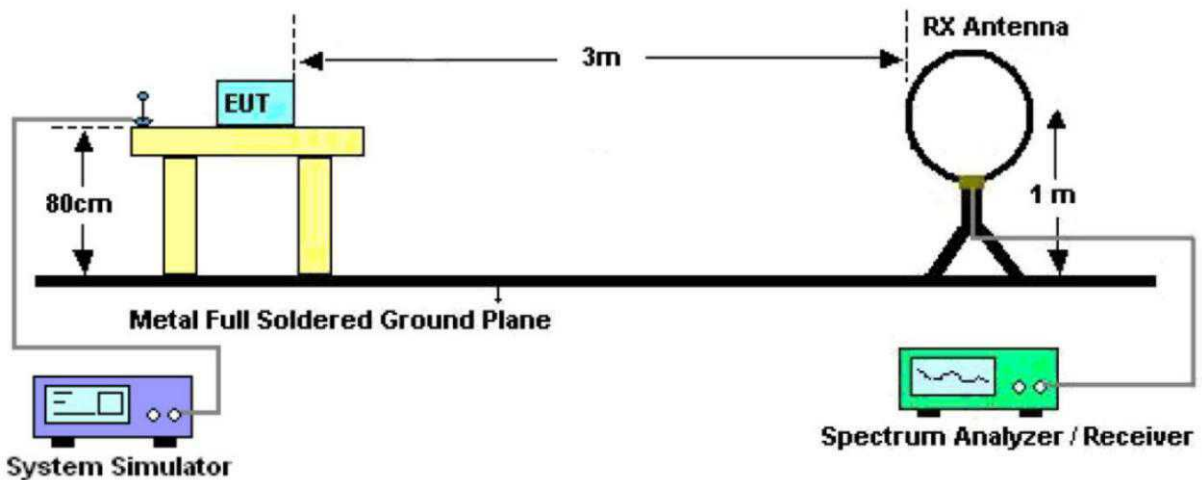 RX Antenna
3m
EUT
80cm
1 m
Metal Full Soldered Ground Plane
Spectrum Analyzer / Receiver
System Simulator